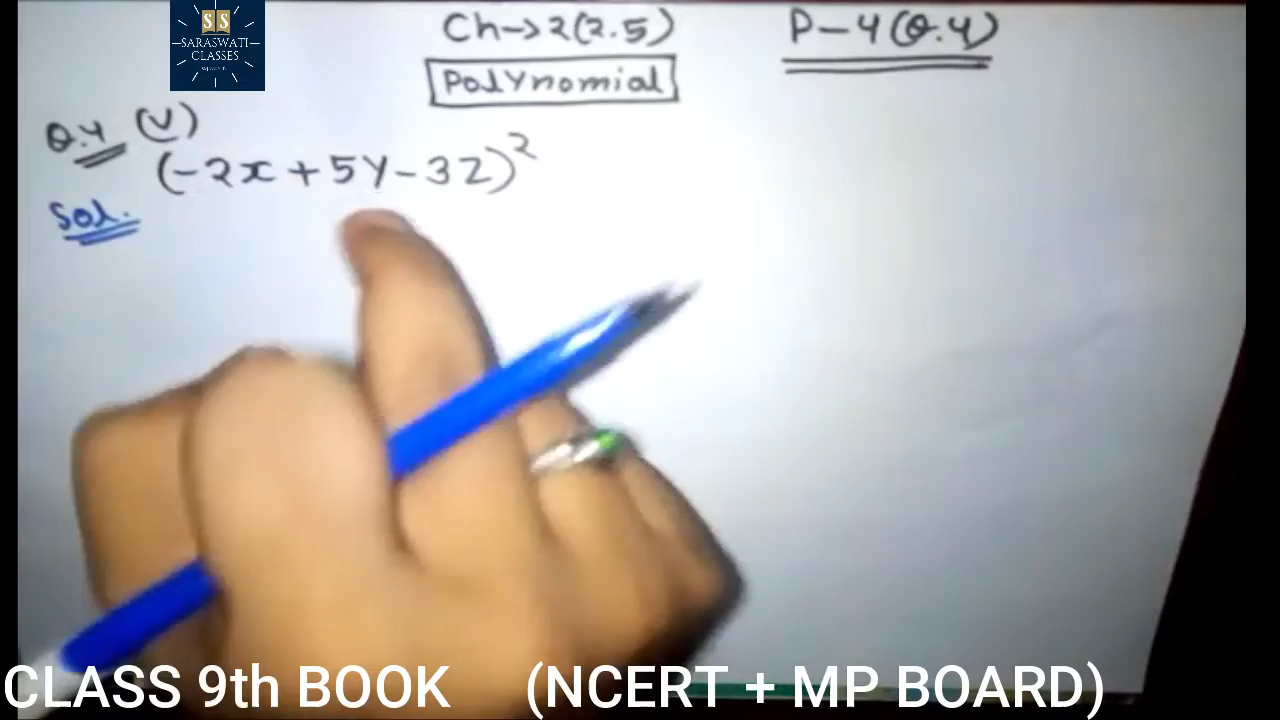 SS
SARASWATI
CLASSES
Ch→2(2.5)
P-4(Q.4)
Polynomial
Q.4 (V)
(-2x+5Y-3Z)²
Sol.
CLASS 9th BOOK (NCERT + MP BOARD)